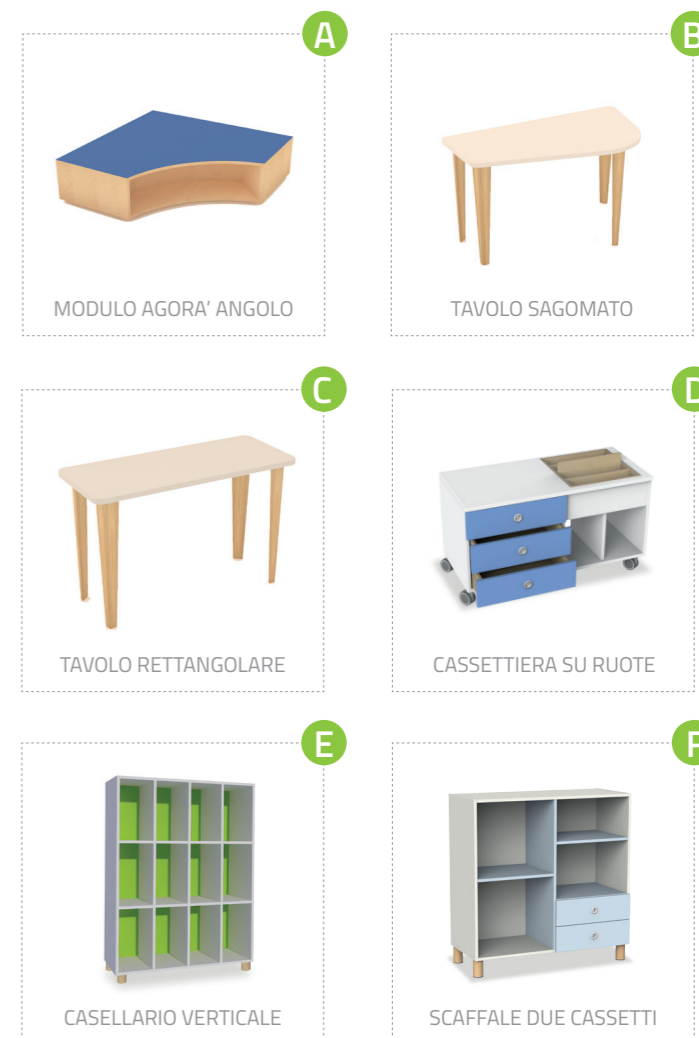 A
B
MODULO AGORA’ ANGOLO
TAVOLO SAGOMATO
C
D
TAVOLO RETTANGOLARE
CASSETTIERA SU RUOTE
E
F
CASELLARIO VERTICALE
SCAFFALE DUE CASSETTI